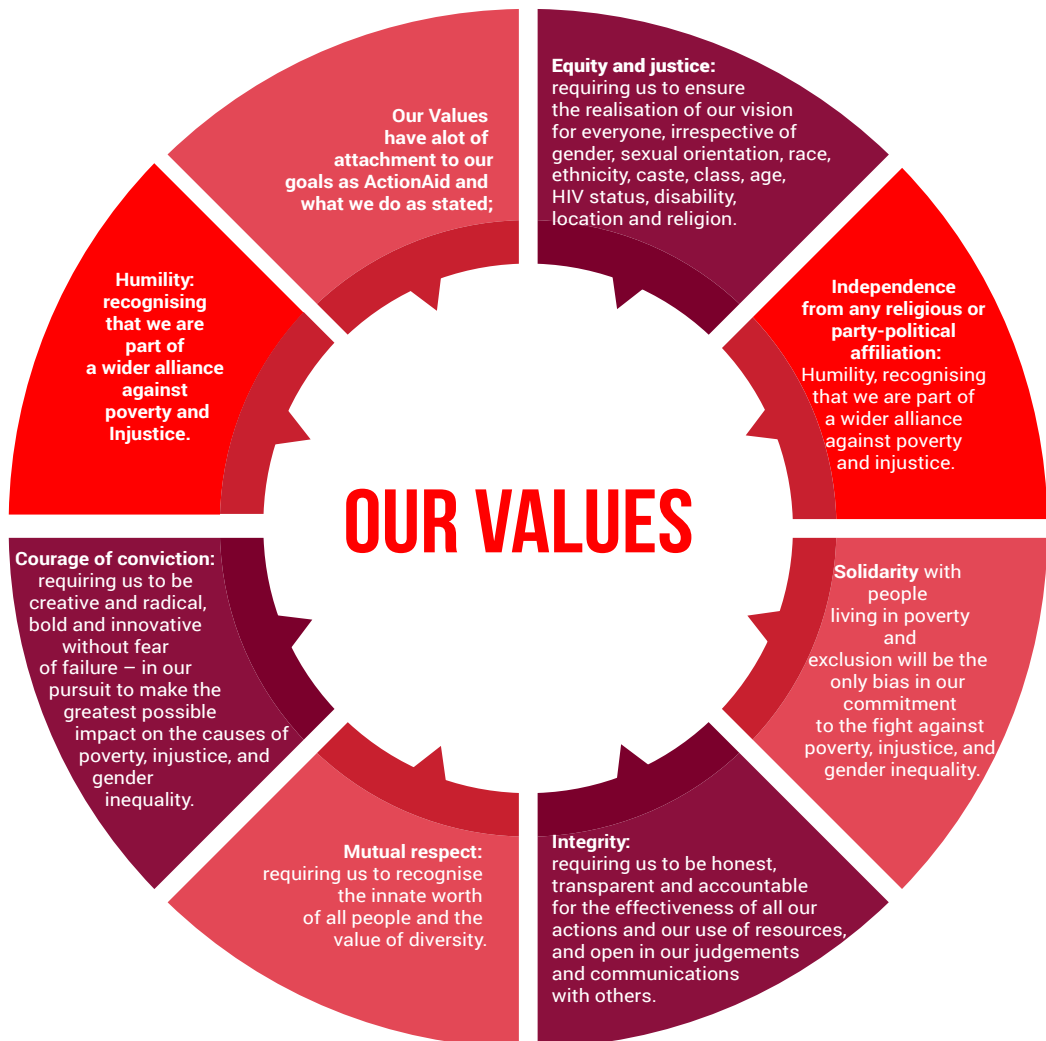 Our Values
have alot of
attachment to our
goals as ActionAid and
what we do as stated;
Equity and justice:
requiring us to ensure
the realisation of our vision
for everyone, irrespective of
gender, sexual orientation, race,
ethnicity, caste, class, age,
HIV status, disability,
location and religion.
Independence
from any religious or
party-political
affiliation:
Humility, recognising
that we are part of
a wider alliance
against poverty
and injustice.
Solidarity with
people
living in poverty
and
exclusion will be the
only bias in our
commitment
to the fight against
poverty, injustice, and
gender inequality.
Integrity:
requiring us to be honest,
transparent and accountable
for the effectiveness of all our
actions and our use of resources,
and open in our judgements
and communications
with others.
Mutual respect:
requiring us to recognise
the innate worth
of all people and the
value of diversity.
Courage of conviction:
requiring us to be
creative and radical,
bold and innovative
without fear
of failure – in our
pursuit to make the
greatest possible
impact on the causes of
poverty, injustice, and
gender
inequality.
Humility:
recognising
that we are
part of
a wider alliance
against
poverty and
Injustice.
OUR VALUES